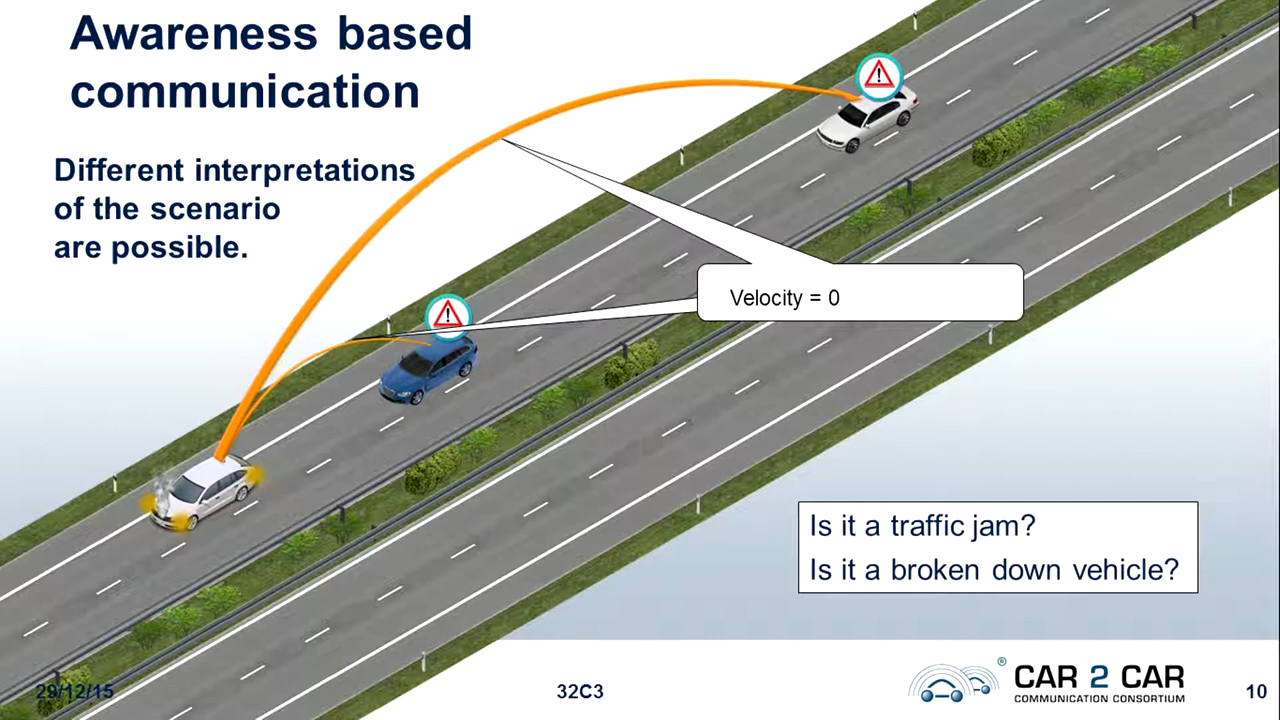 Awareness based
communication
Different interpretations
of the scenario
are possible.
Velocity = 0
Is it a traffic jam?
Is it a broken down vehicle?
29/12/15
32C3
® CAR 2 CAR
COMMUNICATION CONSORTIUM
10